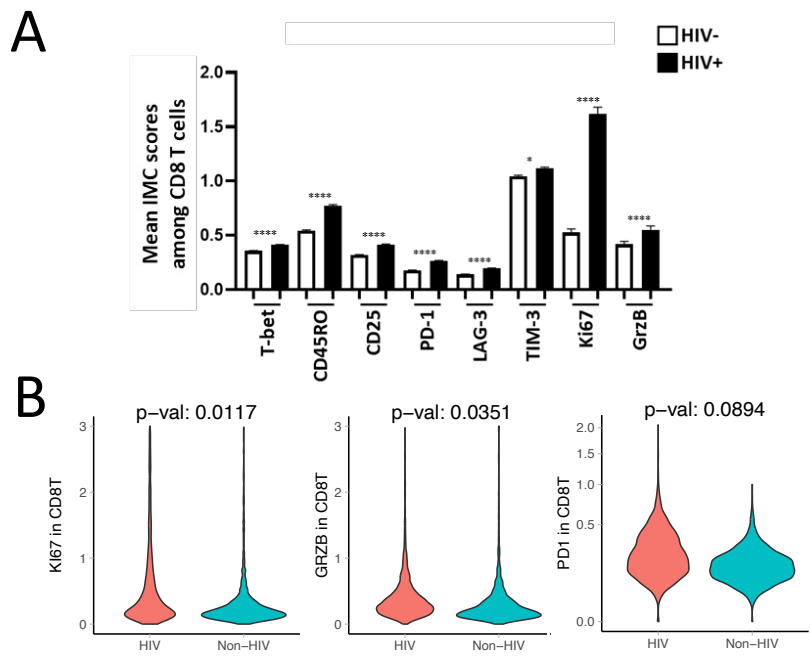 A
HIV-
HIV+
Mean IMC scores
among CD8 T cells
2.0
1.5
1.0
0.5
0.0
****
****
****
****
****
*
****
****
T-bet
CD45RO
CD25
PD-1
LAG-3
TIM-3
Ki67
GrzB
B
p-val: 0.0117
KI67 in CD8T
3
2
1
0
HIV
Non-HIV
p-val: 0.0351
GRZB in CD8T
3
2
1
0
HIV
Non-HIV
p-val: 0.0894
PD1 in CD8T
2.0
1.5
1.0
0.5
0.0
HIV
Non-HIV